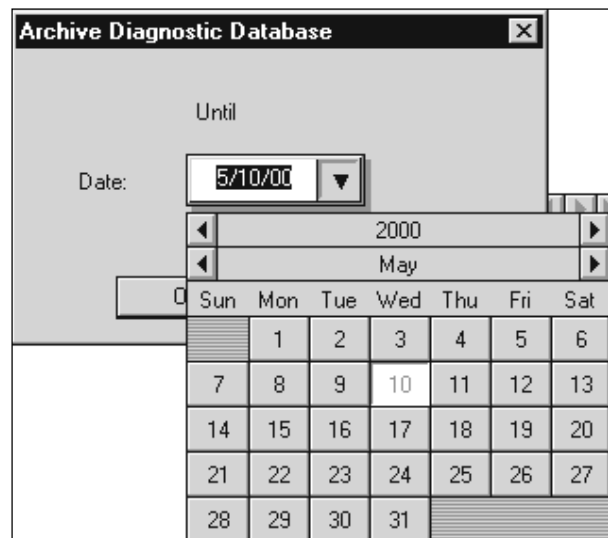 Archive Diagnostic Database
Until
Date: 5/10/00
2000
May
Sun Mon Tue Wed Thu Fri Sat
1 2 3 4 5 6
7 8 9 10 11 12 13
14 15 16 17 18 19 20
21 22 23 24 25 26 27
28 29 30 31